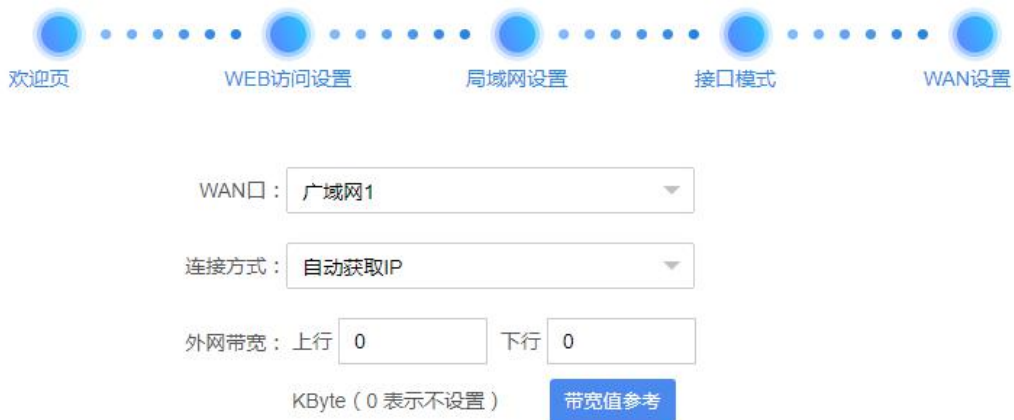 欢迎页 WEB访问设置 局域网设置 接口模式 WAN设置
WAN口： 广域网1
连接方式： 自动获取IP
外网带宽： 上行 0 下行 0
KByte（0 表示不设置） 带宽值参考